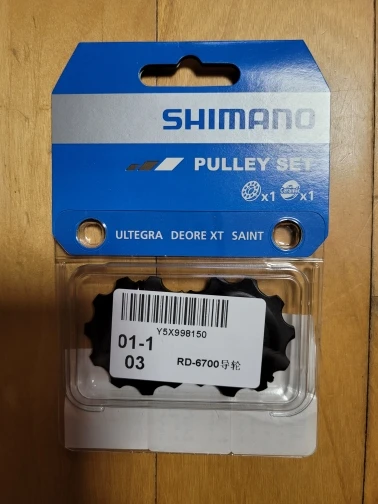 SHIMANO
PULLEY SET
x1 Ceramic x1
ULTEGRA DEORE XT SAINT
Y5X998150
01-1
03
RD-6700导轮